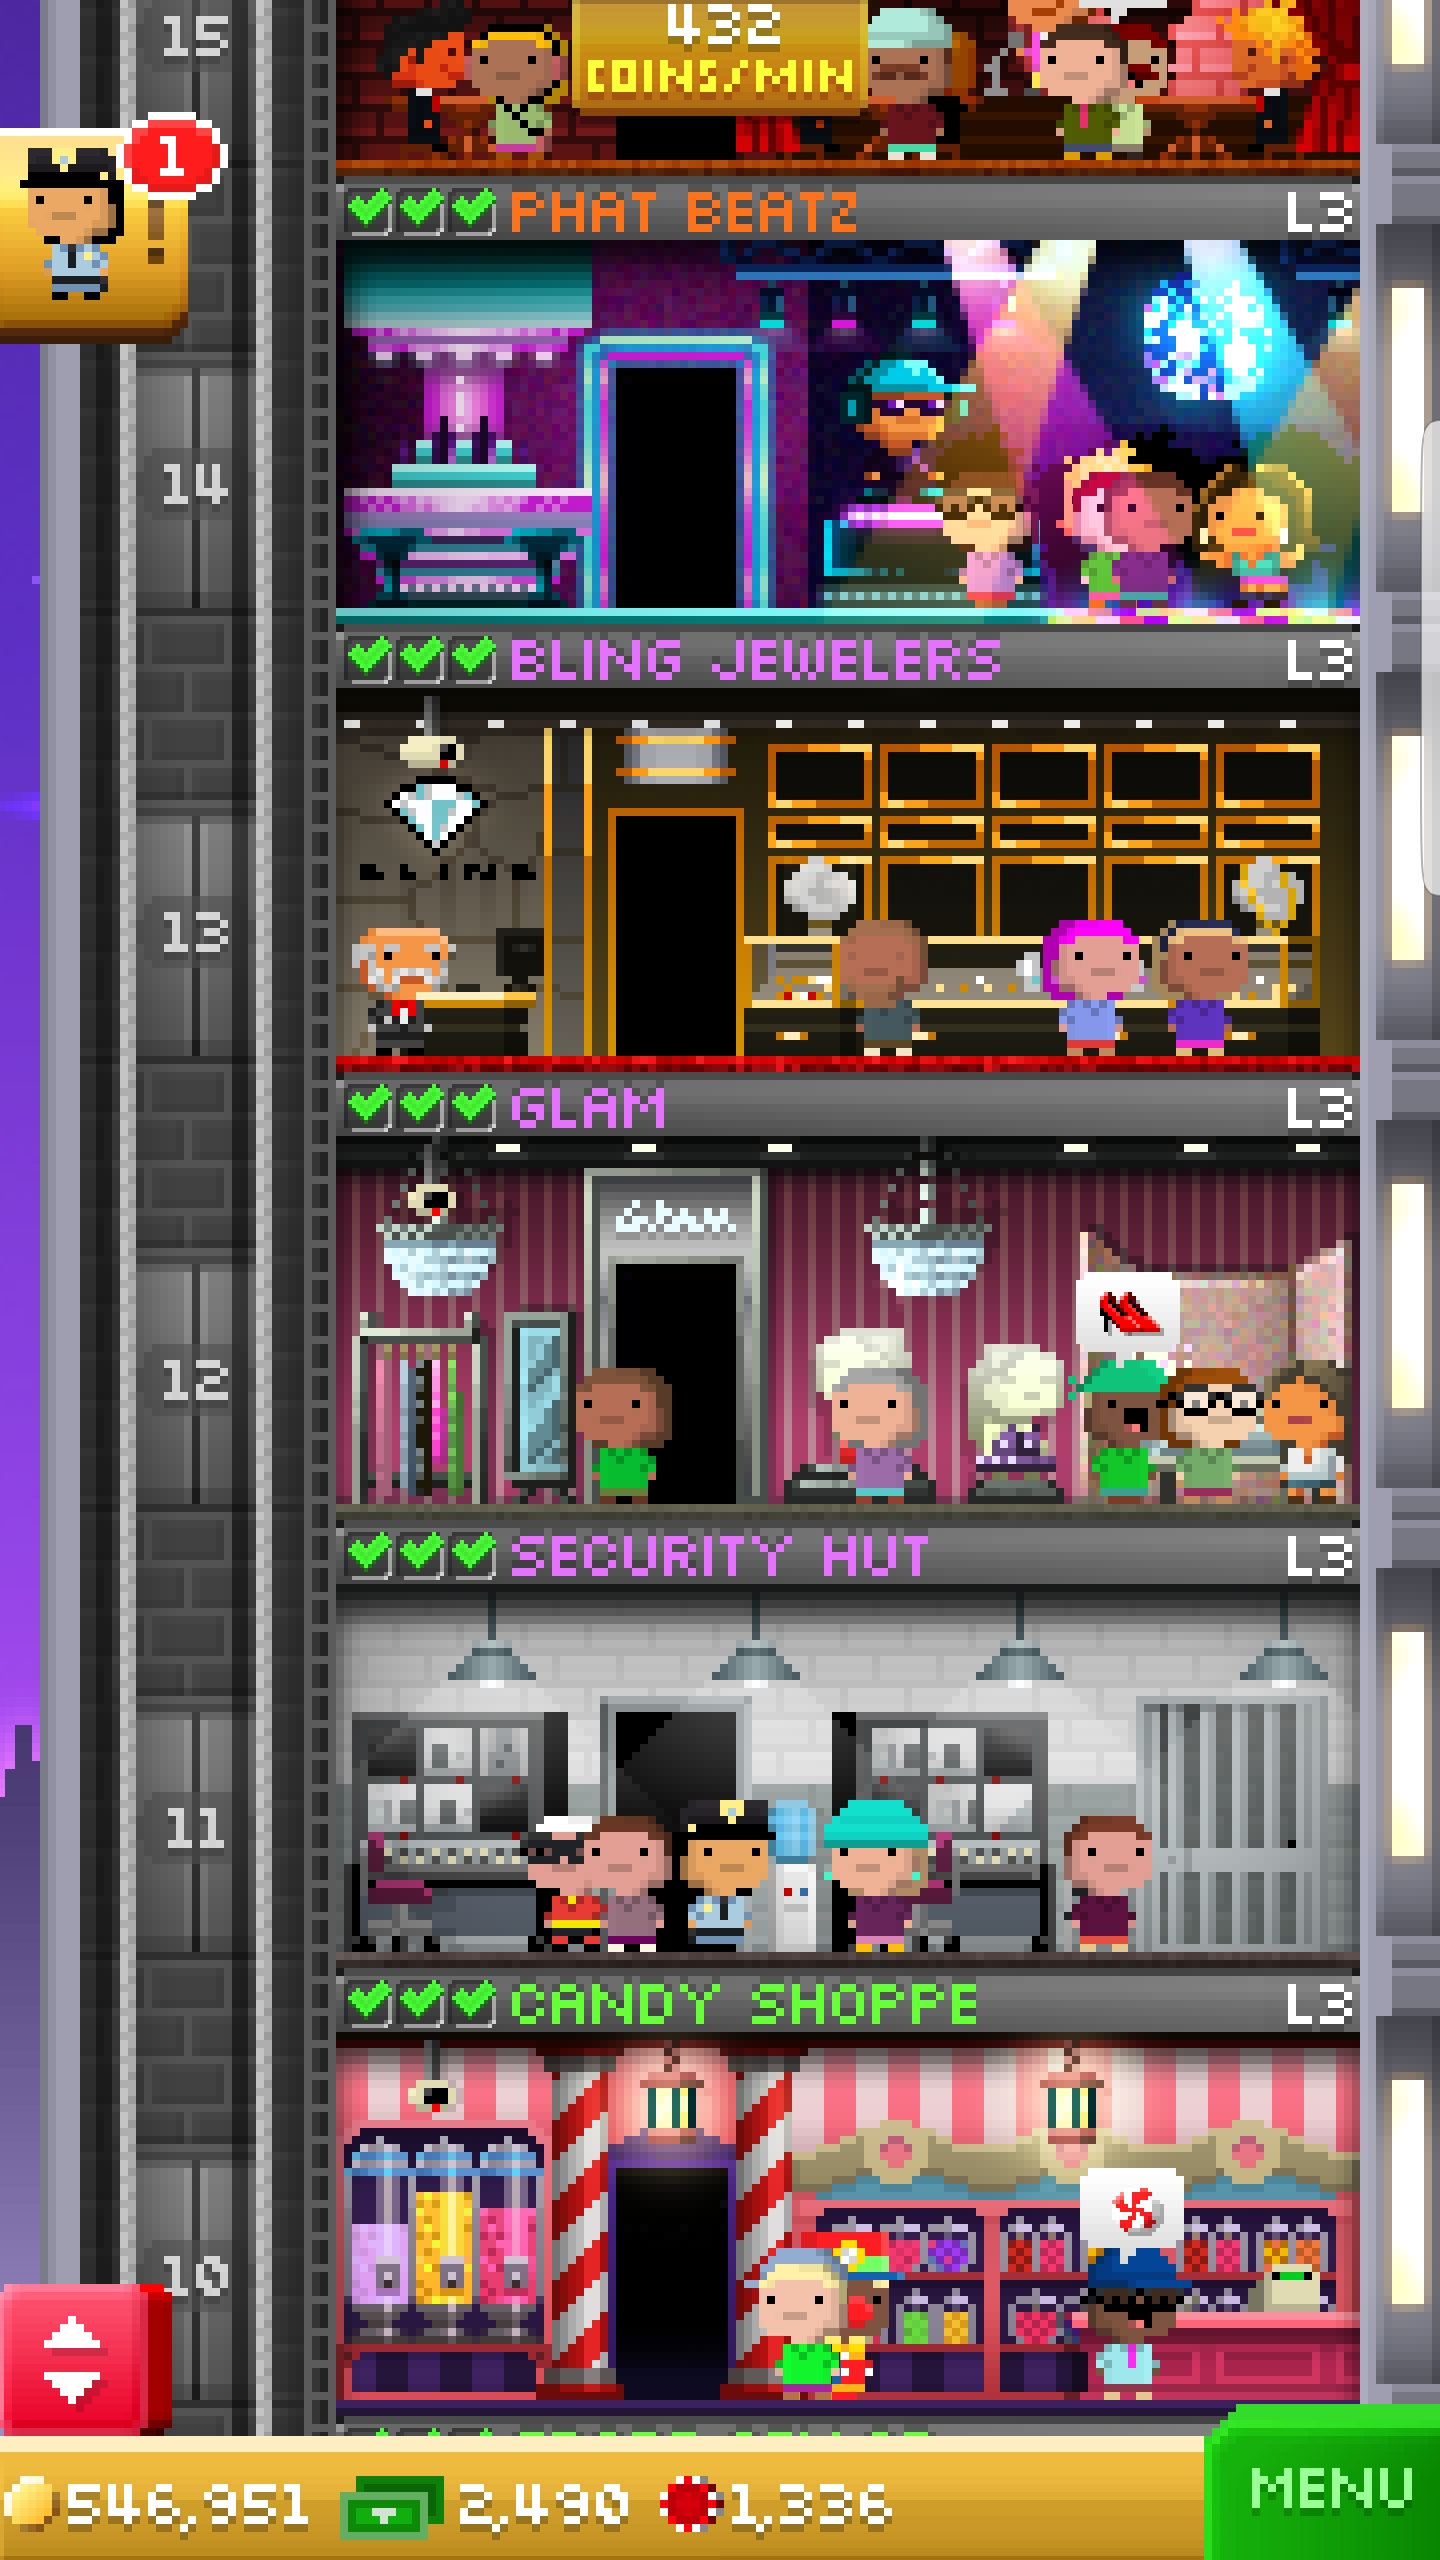 15
432
COINS/MIN
1
PHAT BEATZ L3
14
BLING JEWELERS L3
BLING
13
GLAM L3
Glam
12
SECURITY HUT L3
11
CANDY SHOPPE L3
10
546,951 2,490 1,336 MENU